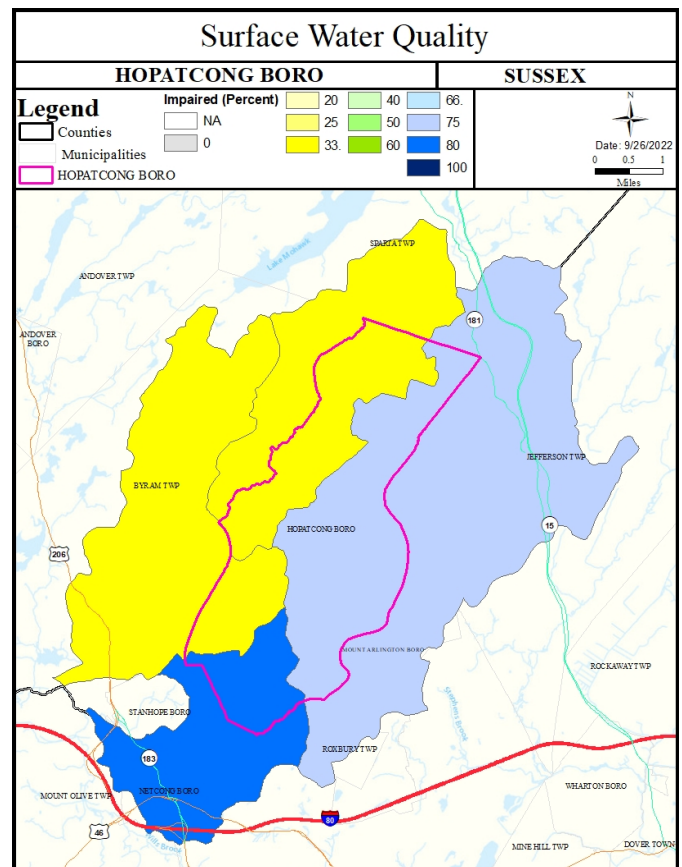 Surface Water Quality
HOPATCONG BORO
SUSSEX
Legend
Counties
Municipalities
HOPATCONG BORO
Impaired (Percent)
NA
0
20
25
33.
40
50
60
66.
75
80
100
N
Date: 9/26/2022
0 0.5 1
Miles
SPARTA TWP
Lake Mohawk
ANDOVER TWP
181
ANDOVER
BORO
JEFFERSON TWP
BYRAM TWP
HOPATCONG BORO
15
206
MOUNT ARLINGTON BORO
ROCKAWAY TWP
STANHOPE BORO
ROXBURY TWP
183
WHARTON BORO
NETCONG BORO
MOUNT OLIVE TWP
80
46
MINE HILL TWP
DOVER TOWN